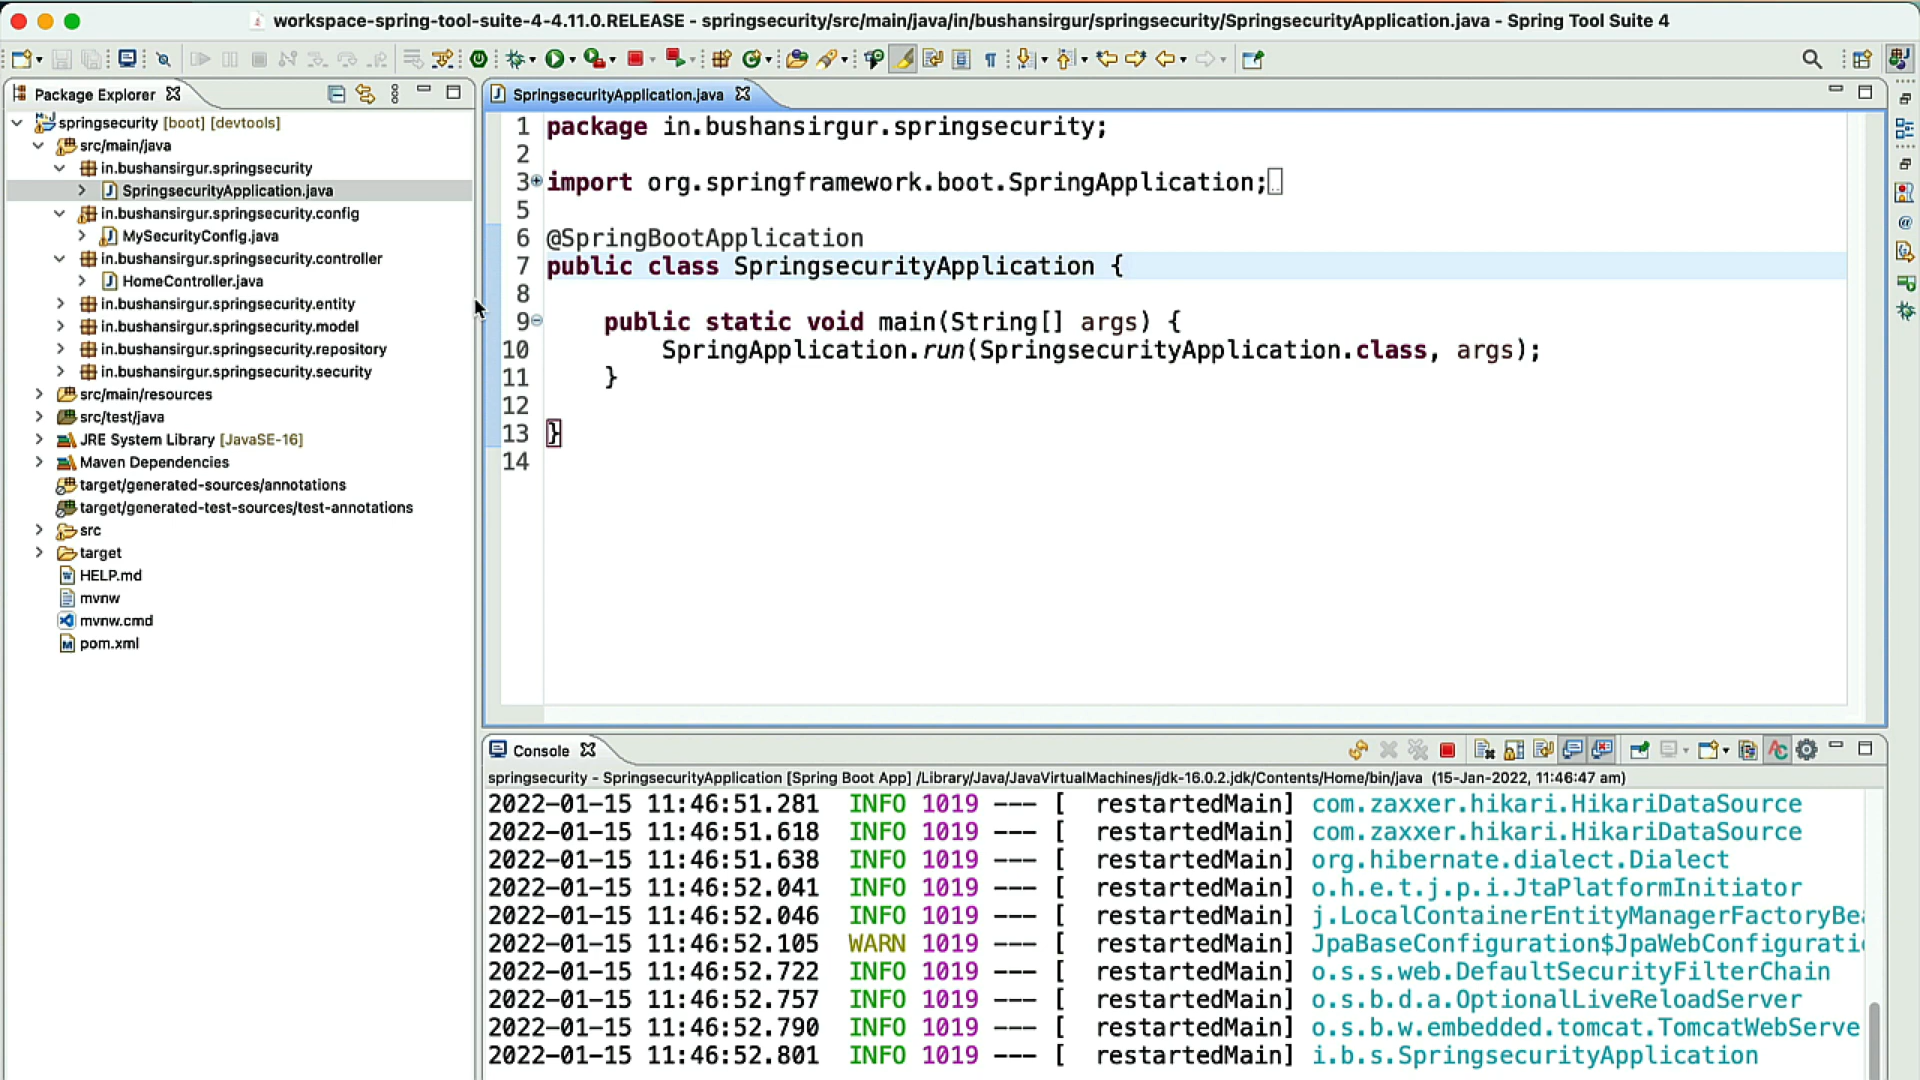 workspace-spring-tool-suite-4-4.11.0.RELEASE - springsecurity/src/main/java/in/bushansirgur/springsecurity/SpringsecurityApplication.java - Spring Tool Suite 4
Package Explorer
springsecurity [boot] [devtools]
src/main/java
in.bushansirgur.springsecurity
SpringsecurityApplication.java
in.bushansirgur.springsecurity.config
MySecurityConfig.java
in.bushansirgur.springsecurity.controller
HomeController.java
in.bushansirgur.springsecurity.entity
in.bushansirgur.springsecurity.model
in.bushansirgur.springsecurity.repository
in.bushansirgur.springsecurity.security
src/main/resources
src/test/java
JRE System Library [JavaSE-16]
Maven Dependencies
target/generated-sources/annotations
target/generated-test-sources/test-annotations
src
target
HELP.md
mvnw
mvnw.cmd
pom.xml
SpringsecurityApplication.java
1 package in.bushansirgur.springsecurity;
2
3 import org.springframework.boot.SpringApplication;
5
6 @SpringBootApplication
7 public class SpringsecurityApplication {
8
9 public static void main(String[] args) {
10 SpringApplication.run(SpringsecurityApplication.class, args);
11 }
12
13 }
14
Console
springsecurity - SpringsecurityApplication [Spring Boot App] /Library/Java/JavaVirtualMachines/jdk-16.0.2.jdk/Contents/Home/bin/java (15-Jan-2022, 11:46:47 am)
2022-01-15 11:46:51.281 INFO 1019 --- [ restartedMain] com.zaxxer.hikari.HikariDataSource
2022-01-15 11:46:51.618 INFO 1019 --- [ restartedMain] com.zaxxer.hikari.HikariDataSource
2022-01-15 11:46:51.638 INFO 1019 --- [ restartedMain] org.hibernate.dialect.Dialect
2022-01-15 11:46:52.041 INFO 1019 --- [ restartedMain] o.h.e.t.j.p.i.JtaPlatformInitiator
2022-01-15 11:46:52.046 INFO 1019 --- [ restartedMain] j.LocalContainerEntityManagerFactoryBea
2022-01-15 11:46:52.105 WARN 1019 --- [ restartedMain] JpaBaseConfiguration$JpaWebConfiguratio
2022-01-15 11:46:52.722 INFO 1019 --- [ restartedMain] o.s.s.web.DefaultSecurityFilterChain
2022-01-15 11:46:52.757 INFO 1019 --- [ restartedMain] o.s.b.d.a.OptionalLiveReloadServer
2022-01-15 11:46:52.790 INFO 1019 --- [ restartedMain] o.s.b.w.embedded.tomcat.TomcatWebServe
2022-01-15 11:46:52.801 INFO 1019 --- [ restartedMain] i.b.s.SpringsecurityApplication